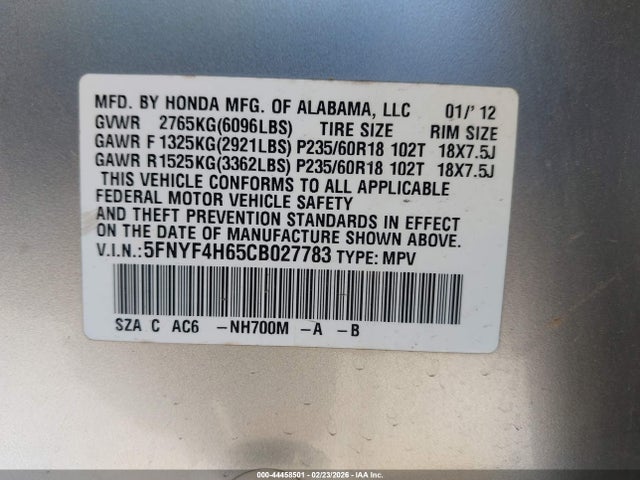 MFD. BY HONDA MFG. OF ALABAMA, LLC 01/' 12
GVWR 2765KG(6096LBS) TIRE SIZE RIM SIZE
GAWR F 1325KG(2921LBS) P235/60R18 102T 18X7.5J
GAWR R 1525KG(3362LBS) P235/60R18 102T 18X7.5J
THIS VEHICLE CONFORMS TO ALL APPLICABLE
FEDERAL MOTOR VEHICLE SAFETY
AND THEFT PREVENTION STANDARDS IN EFFECT
ON THE DATE OF MANUFACTURE SHOWN ABOVE.
V.I.N.:5FNYF4H65CB027783 TYPE: MPV
SZA C AC6 -NH700M -A -B
000-44458501 - 02/23/2026 - IAA Inc.